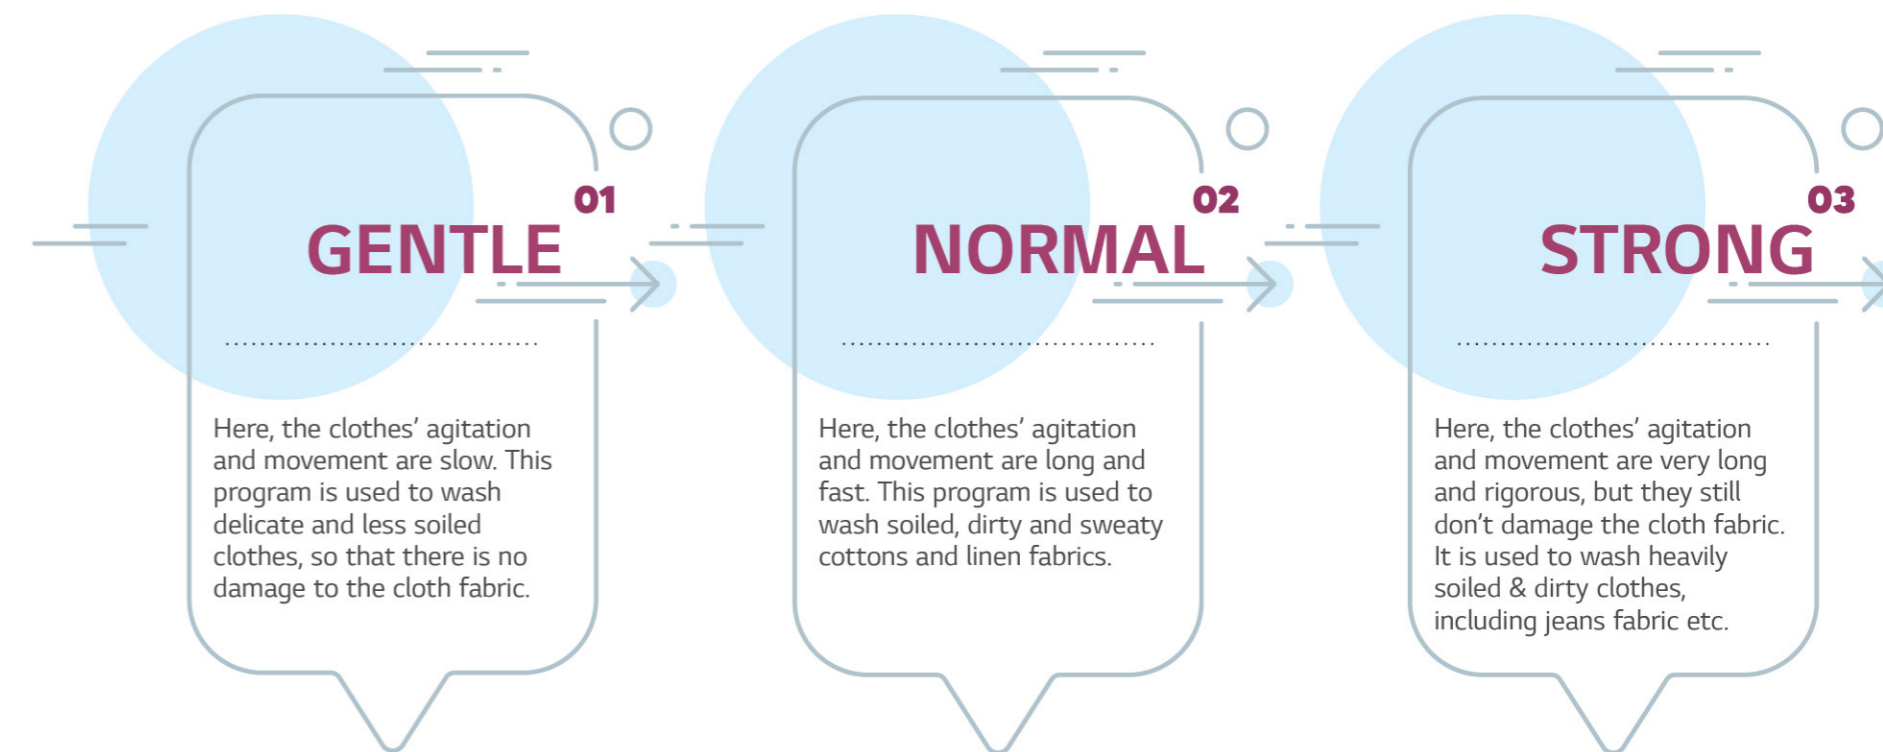 01
GENTLE
Here, the clothes’ agitation
and movement are slow. This
program is used to wash
delicate and less soiled
clothes, so that there is no
damage to the cloth fabric.
02
NORMAL
Here, the clothes’ agitation
and movement are long and
fast. This program is used to
wash soiled, dirty and sweaty
cottons and linen fabrics.
03
STRONG
Here, the clothes’ agitation
and movement are very long
and rigorous, but they still
don’t damage the cloth fabric.
It is used to wash heavily
soiled & dirty clothes,
including jeans fabric etc.